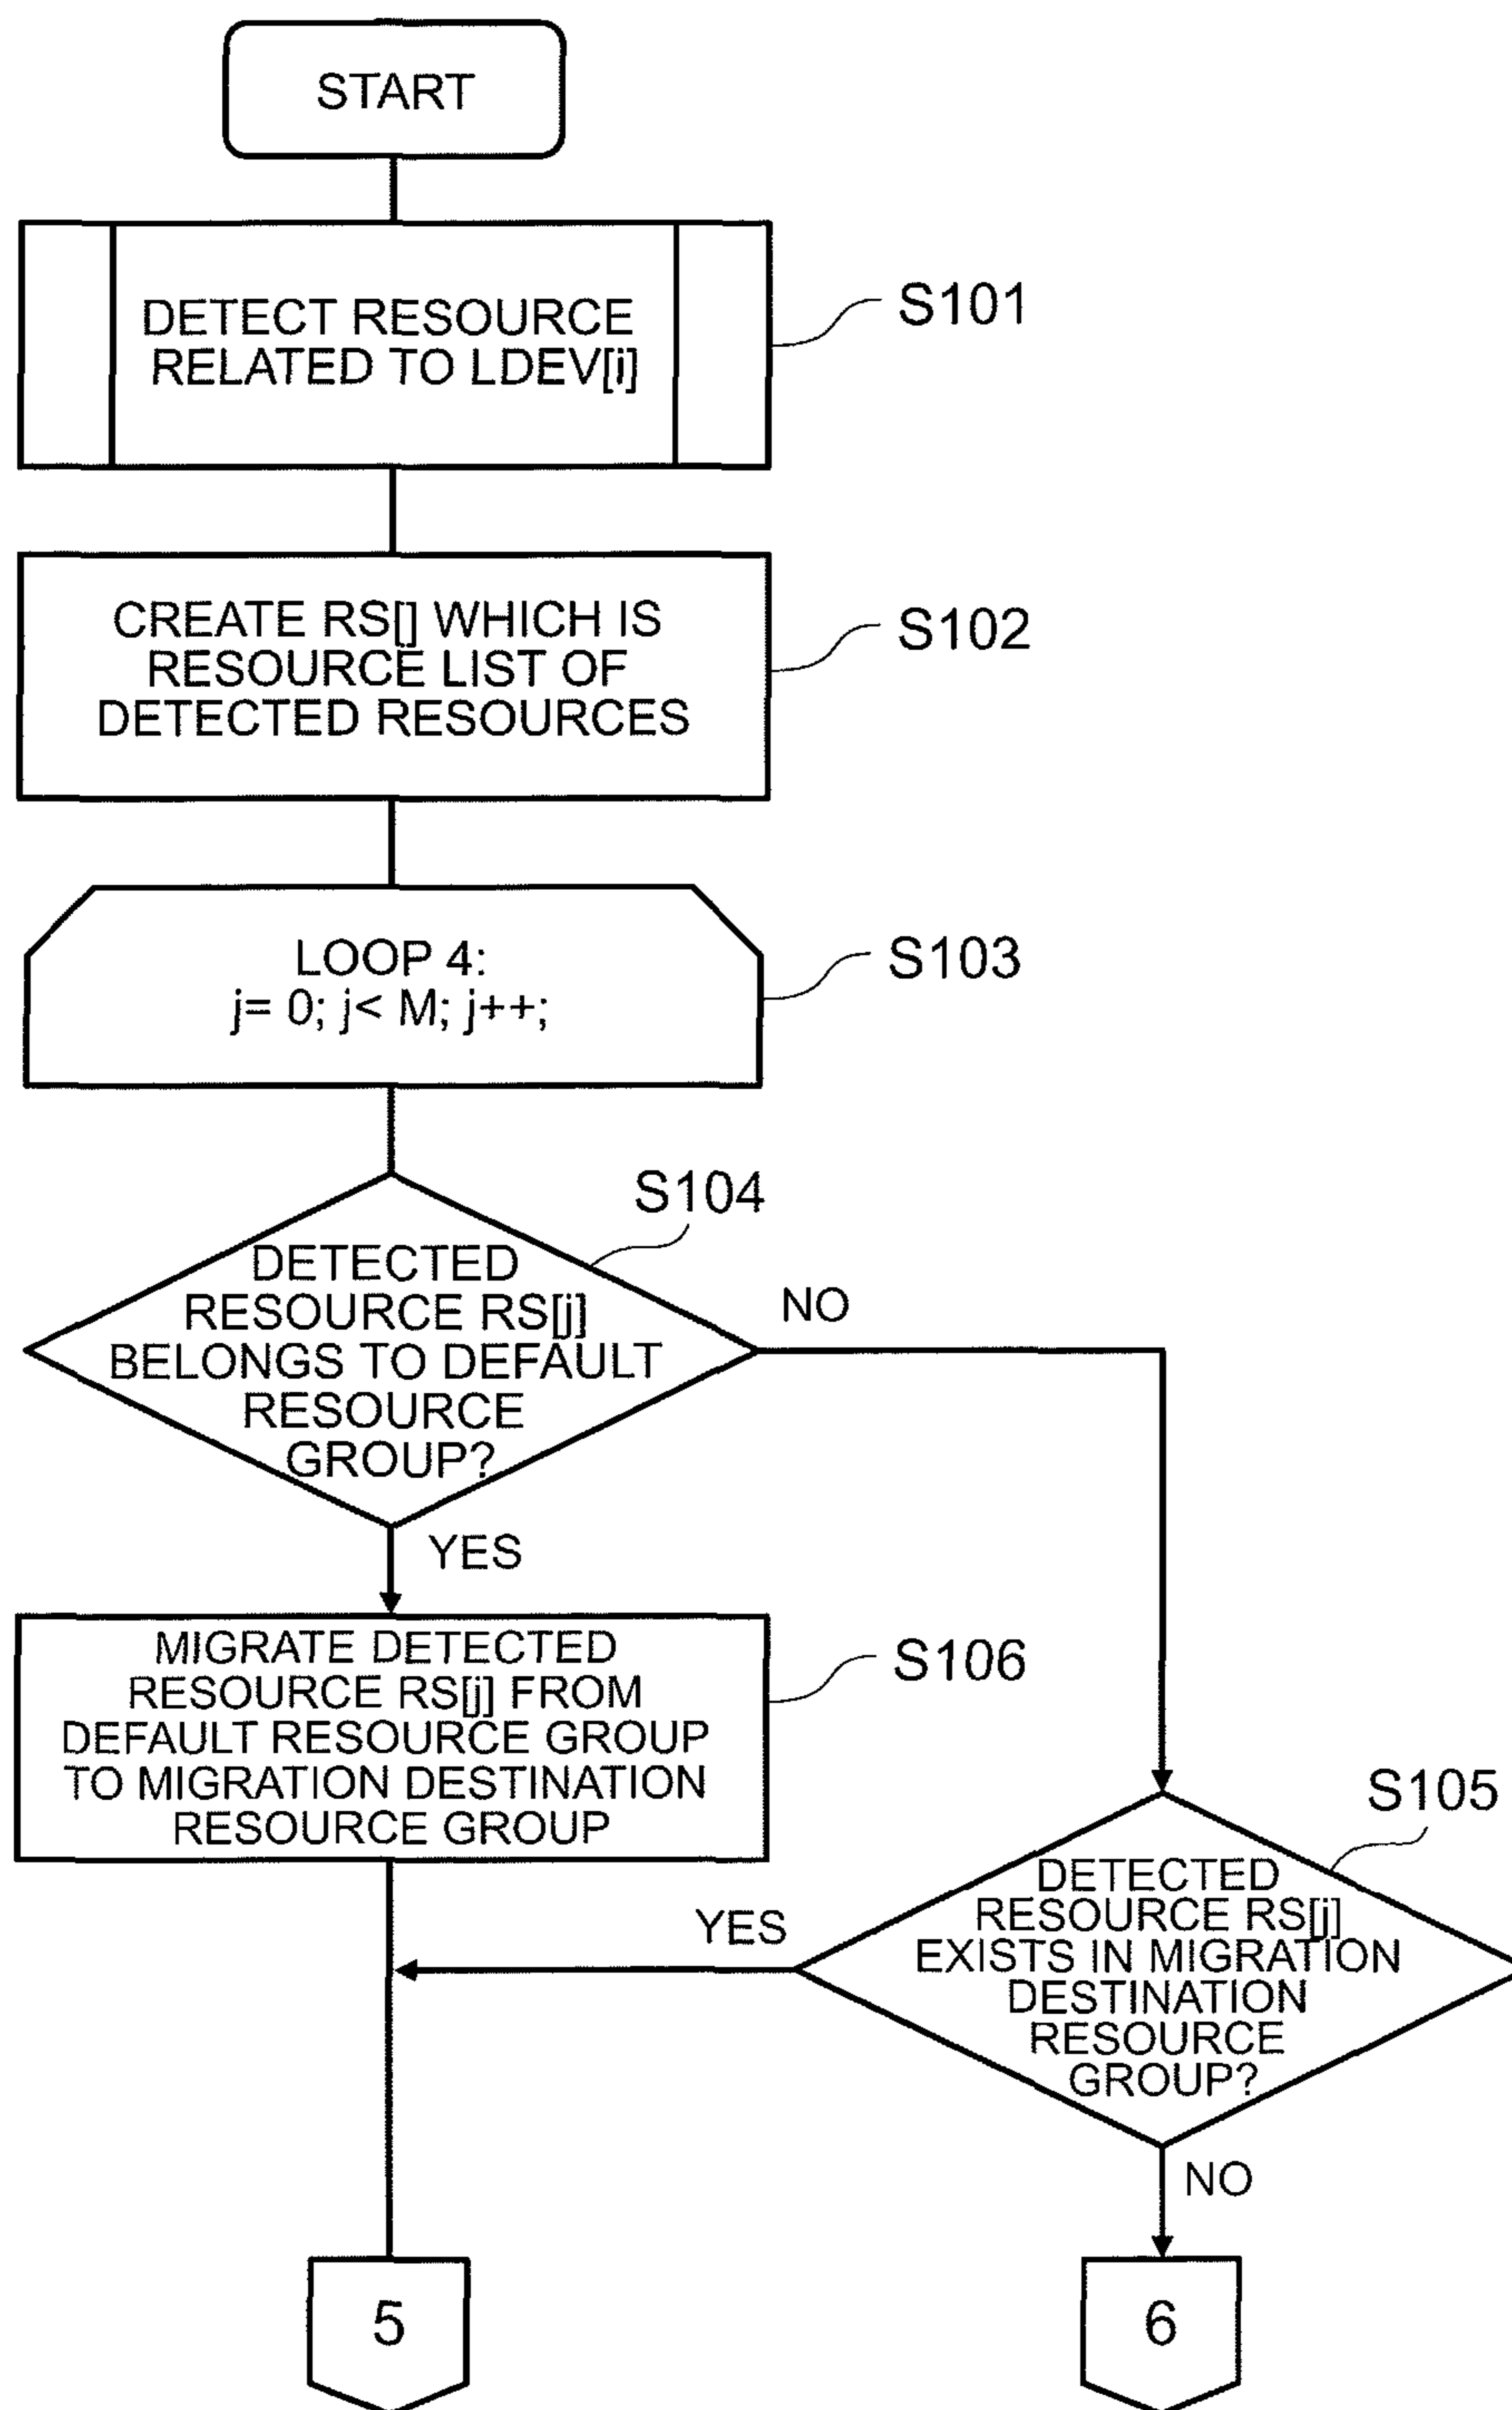 START
DETECT RESOURCE
RELATED TO LDEV[i]
S101
CREATE RS[] WHICH IS
RESOURCE LIST OF
DETECTED RESOURCES
S102
LOOP 4:
j= 0; j< M; j++;
S103
S104
DETECTED
RESOURCE RS[j]
BELONGS TO DEFAULT
RESOURCE
GROUP?
NO
YES
MIGRATE DETECTED
RESOURCE RS[j] FROM
DEFAULT RESOURCE GROUP
TO MIGRATION DESTINATION
RESOURCE GROUP
S106
S105
DETECTED
RESOURCE RS[j]
EXISTS IN MIGRATION
DESTINATION
RESOURCE
GROUP?
YES
NO
5
6